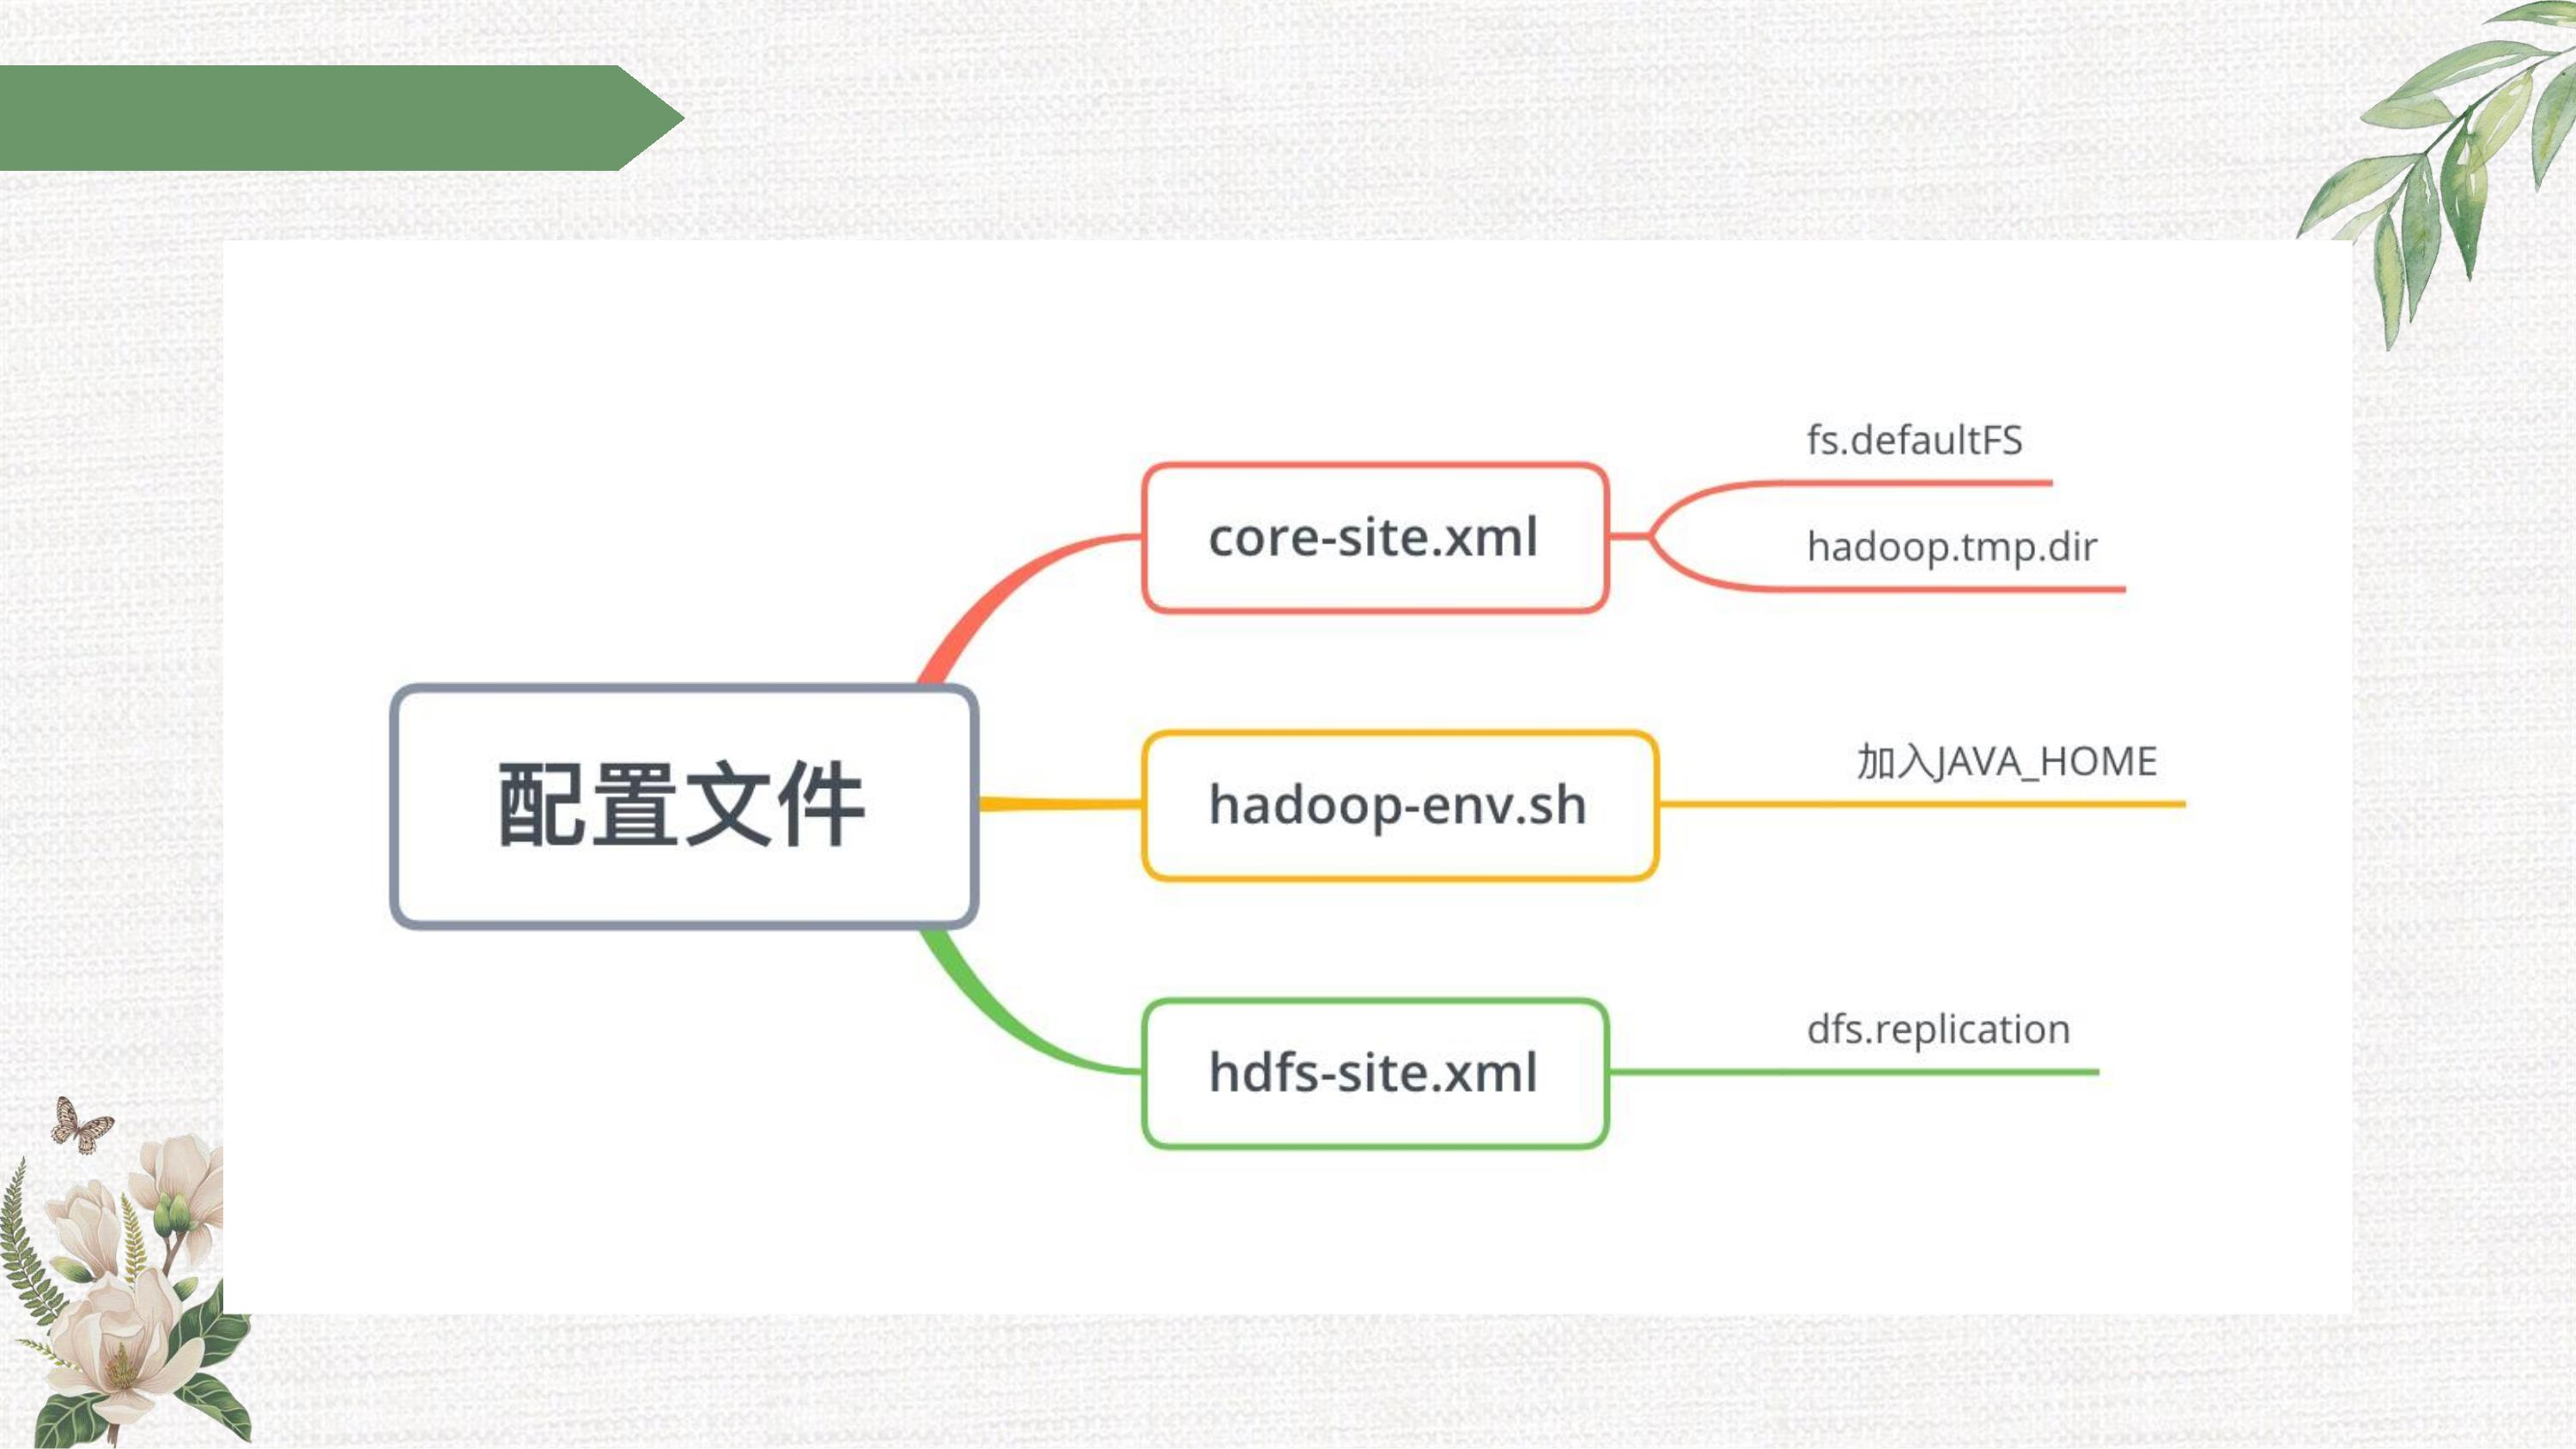 配置文件
core-site.xml
fs.defaultFS
hadoop.tmp.dir
hadoop-env.sh
加入JAVA_HOME
hdfs-site.xml
dfs.replication